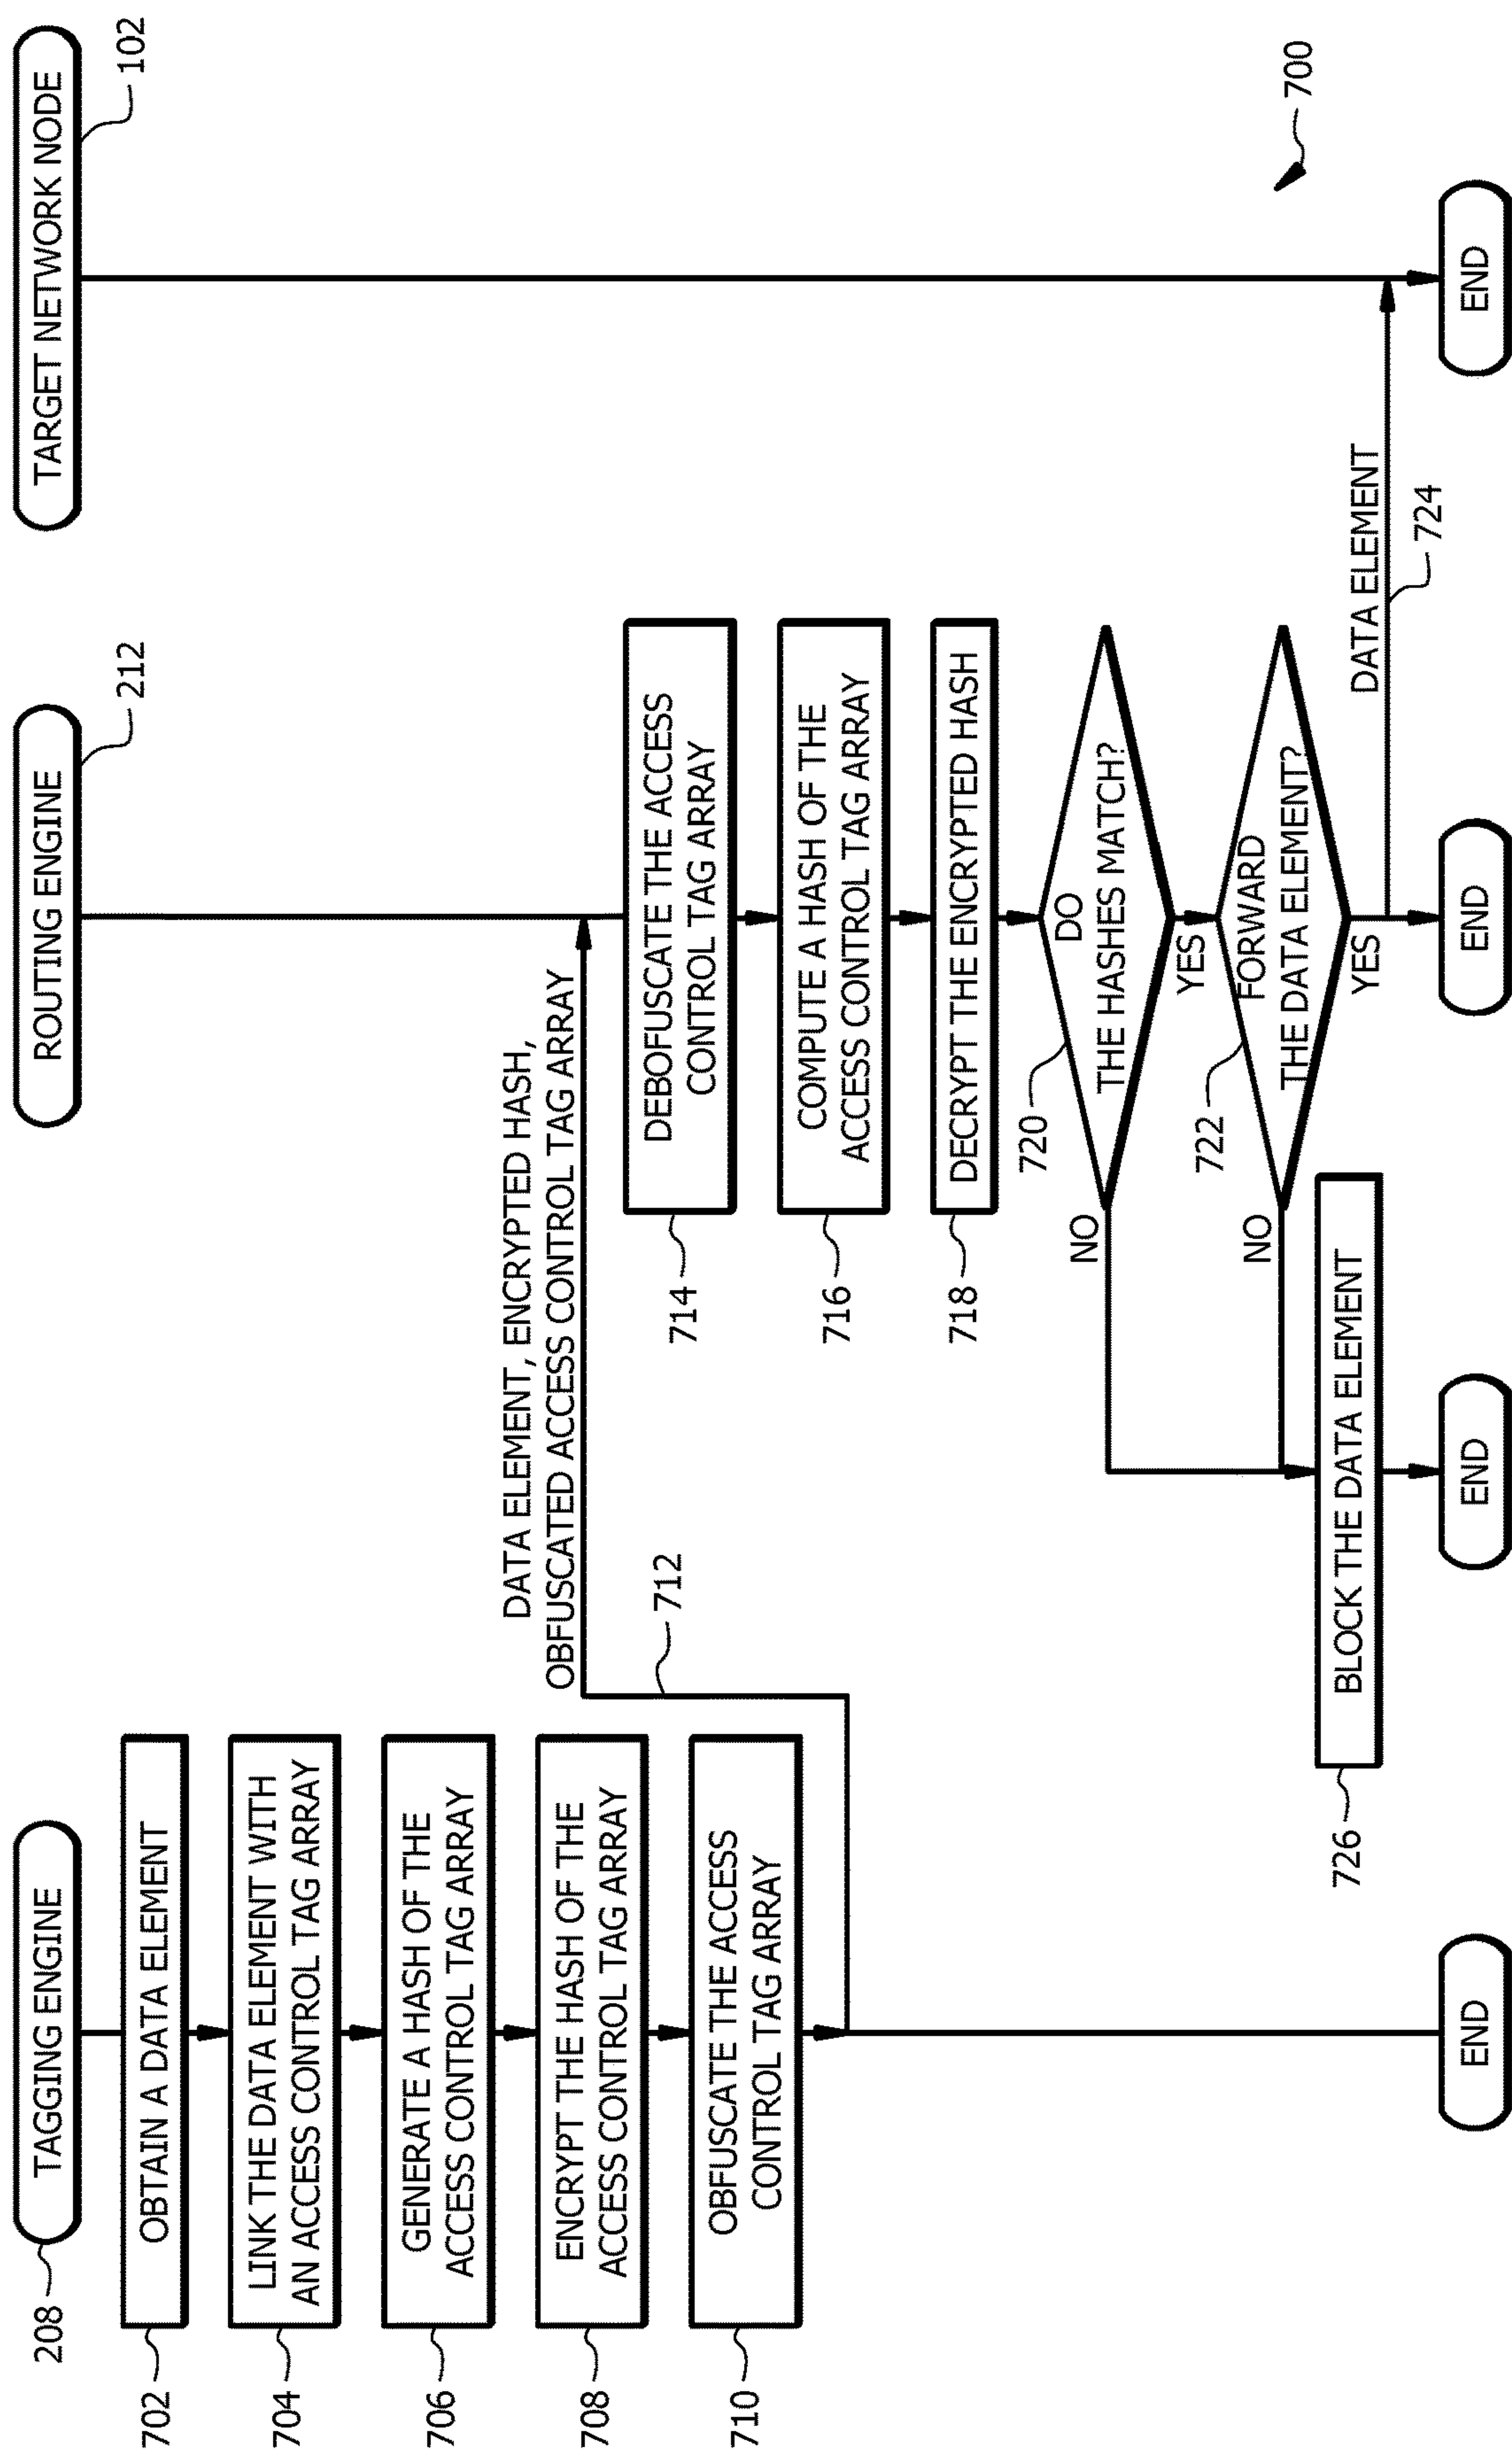 TAGGING ENGINE
208
OBTAIN A DATA ELEMENT
702
LINK THE DATA ELEMENT WITH
AN ACCESS CONTROL TAG ARRAY
704
GENERATE A HASH OF THE
ACCESS CONTROL TAG ARRAY
706
ENCRYPT THE HASH OF THE
ACCESS CONTROL TAG ARRAY
708
OBFUSCATE THE ACCESS
CONTROL TAG ARRAY
710
END
DATA ELEMENT, ENCRYPTED HASH,
OBFUSCATED ACCESS CONTROL TAG ARRAY
712
ROUTING ENGINE
212
DEBOFUSCATE THE ACCESS
CONTROL TAG ARRAY
714
COMPUTE A HASH OF THE
ACCESS CONTROL TAG ARRAY
716
DECRYPT THE ENCRYPTED HASH
718
DO
THE HASHES MATCH?
720
NO
YES
FORWARD
THE DATA ELEMENT?
722
NO
YES
BLOCK THE DATA ELEMENT
726
END
END
DATA ELEMENT
724
TARGET NETWORK NODE
102
700
END